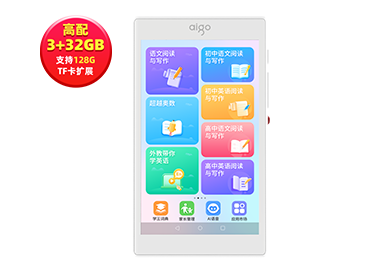 高配
3+32GB
支持128G
TF卡扩展
aigo
语文阅读
与写作
初中语文阅读
与写作
超越奥数
初中英语阅读
与写作
高中语文阅读
与写作
外教带你
学英语
高中英语阅读
与写作
学王词典
家长管理
AI语音
应用市场